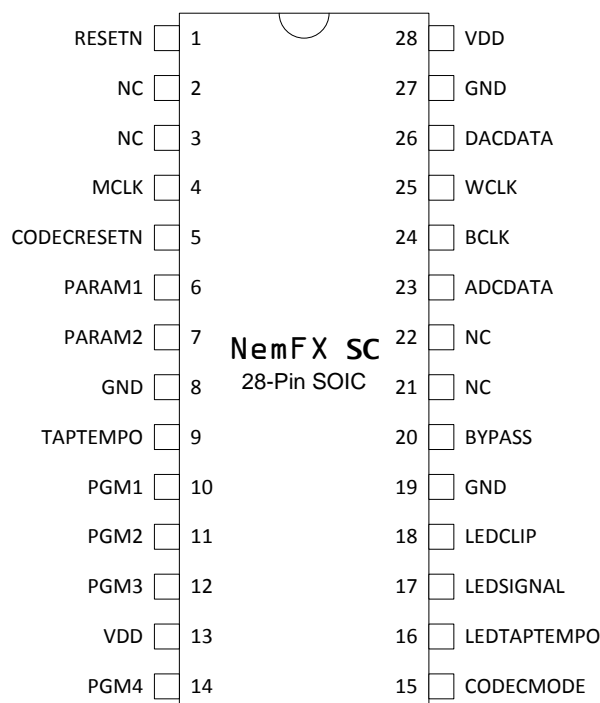 RESETN 1 28 VDD
NC 2 27 GND
NC 3 26 DACDATA
MCLK 4 25 WCLK
CODECRESETN 5 24 BCLK
PARAM1 6 23 ADCDATA
PARAM2 7 22 NC
NemFX SC
28-Pin SOIC
GND 8 21 NC
TAPTEMPO 9 20 BYPASS
PGM1 10 19 GND
PGM2 11 18 LEDCLIP
PGM3 12 17 LEDSIGNAL
VDD 13 16 LEDTAPTEMPO
PGM4 14 15 CODECMODE